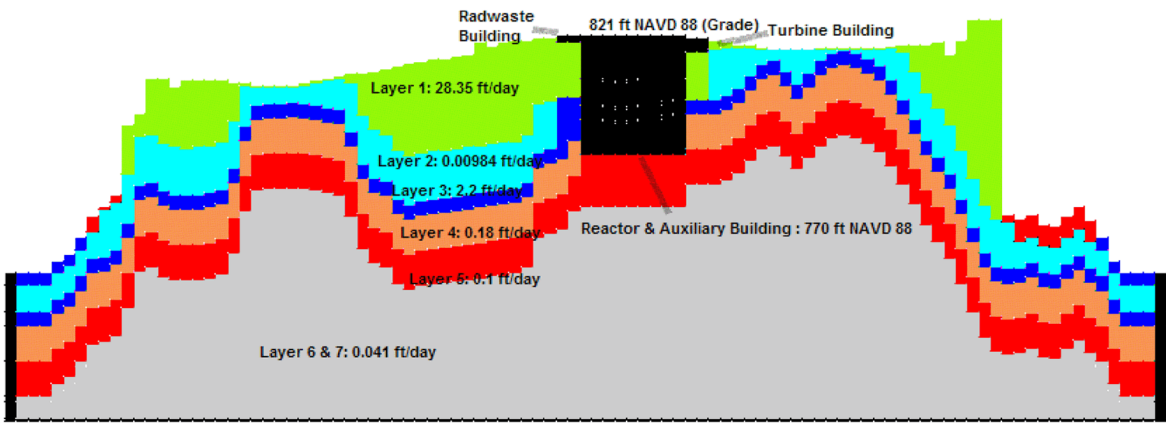 Radwaste
Building
821 ft NAVD 88 (Grade)
Turbine Building
Layer 1: 28.35 ft/day
Layer 2: 0.00984 ft/day
Layer 3: 2.2 ft/day
Layer 4: 0.18 ft/day
Reactor & Auxiliary Building : 770 ft NAVD 88
Layer 5: 0.1 ft/day
Layer 6 & 7: 0.041 ft/day